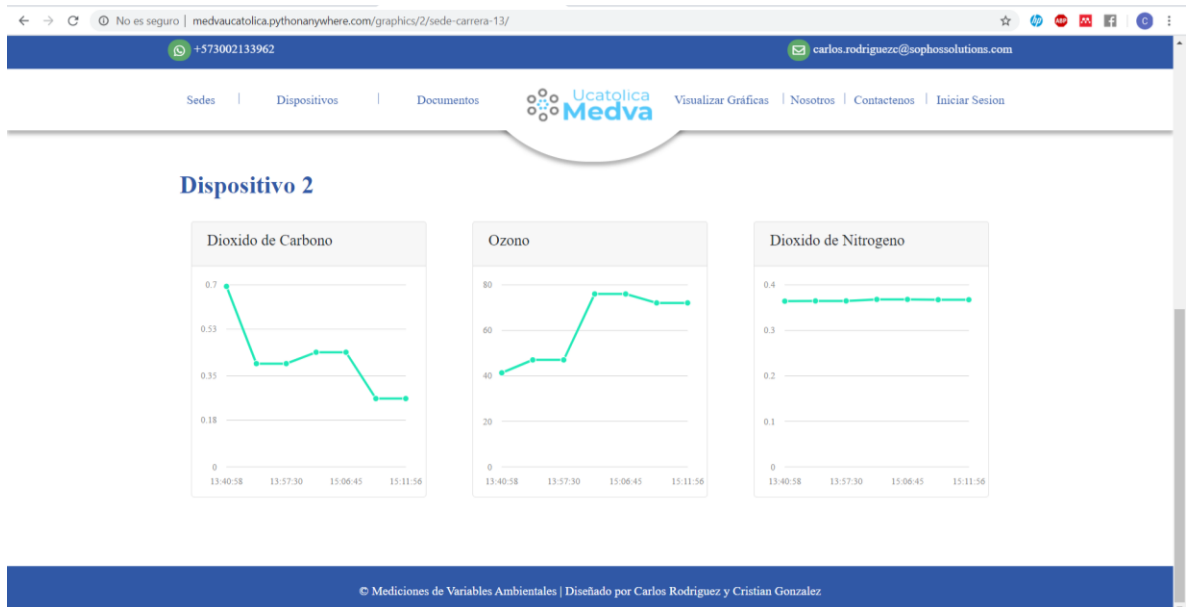 No es seguro | medvaucatolica.pythonanywhere.com/graphics/2/sede-carrera-13/
+573002133962
carlos.rodriguezc@sophossolutions.com
Sedes | Dispositivos | Documentos
Ucatolica
Medva
Visualizar Gráficas | Nosotros | Contactenos | Iniciar Sesion
Dispositivo 2
Dioxido de Carbono
0.7
0.53
0.35
0.18
0
13:40:58 13:57:30 15:06:45 15:11:56
Ozono
80
60
40
20
0
13:40:58 13:57:30 15:06:45 15:11:56
Dioxido de Nitrogeno
0.4
0.3
0.2
0.1
0
13:40:58 13:57:30 15:06:45 15:11:56
© Mediciones de Variables Ambientales | Diseñado por Carlos Rodriguez y Cristian Gonzalez